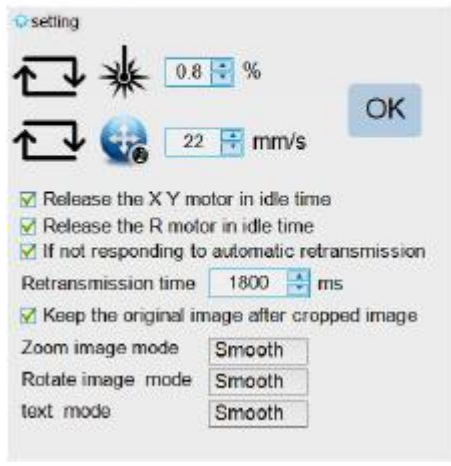 setting
0.8 %
OK
22 mm/s
Release the X Y motor in idle time
Release the R motor in idle time
If not responding to automatic retransmission
Retransmission time 1800 ms
Keep the original image after cropped image
Zoom image mode Smooth
Rotate image mode Smooth
text mode Smooth